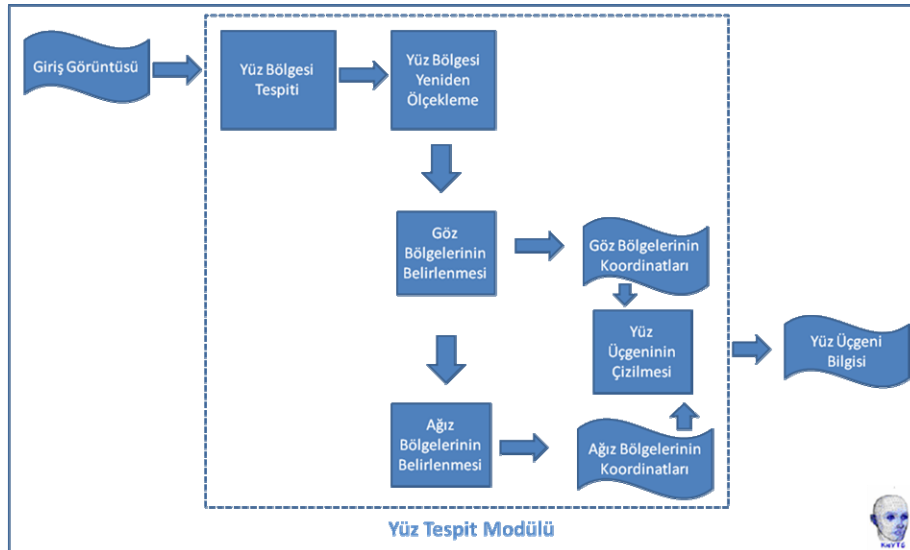 Giriş Görüntüsü
Yüz Bölgesi
Tespiti
Yüz Bölgesi
Yeniden
Ölçekleme
Göz
Bölgelerinin
Belirlenmesi
Göz Bölgelerinin
Koordinatları
Yüz
Üçgeninin
Çizilmesi
Yüz Üçgeni
Bilgisi
Ağız
Bölgelerinin
Belirlenmesi
Ağız Bölgelerinin
Koordinatları
Yüz Tespit Modülü